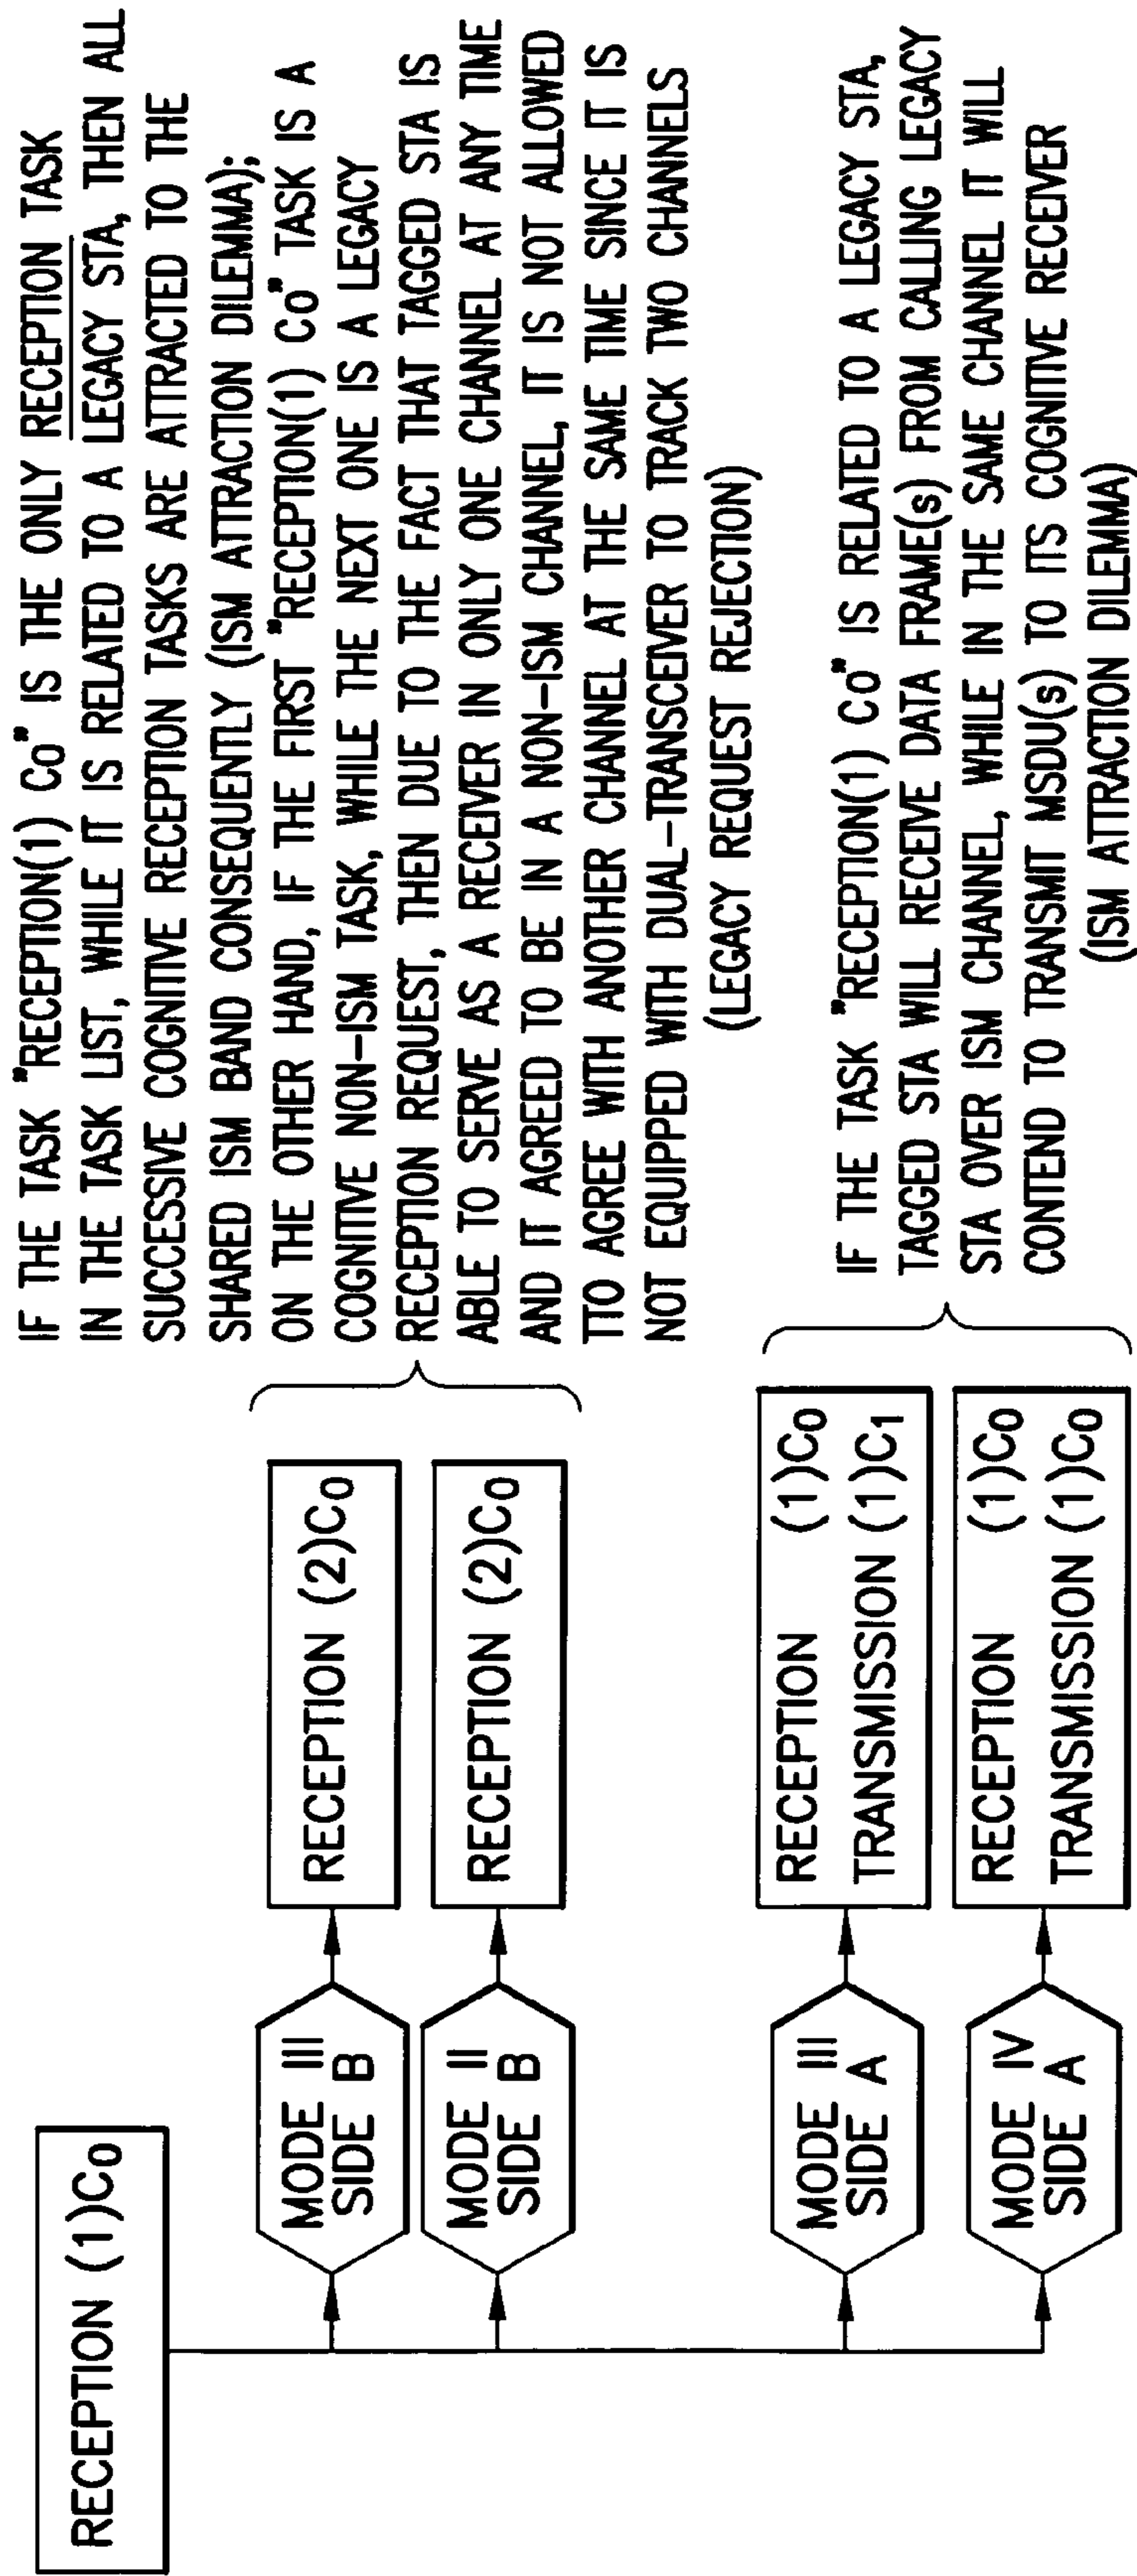 RECEPTION (1)C0
MODE III
SIDE B
RECEPTION (2)C0
MODE II
SIDE B
RECEPTION (2)C0
IF THE TASK "RECEPTION(1) Co" IS THE ONLY RECEPTION TASK
IN THE TASK LIST, WHILE IT IS RELATED TO A LEGACY STA, THEN ALL
SUCCESSIVE COGNITIVE RECEPTION TASKS ARE ATTRACTED TO THE
SHARED ISM BAND CONSEQUENTLY (ISM ATTRACTION DILEMMA);
ON THE OTHER HAND, IF THE FIRST "RECEPTION(1) Co" TASK IS A
COGNITIVE NON-ISM TASK, WHILE THE NEXT ONE IS A LEGACY
RECEPTION REQUEST, THEN DUE TO THE FACT THAT TAGGED STA IS
ABLE TO SERVE AS A RECEIVER IN ONLY ONE CHANNEL AT ANY TIME
AND IT AGREED TO BE IN A NON-ISM CHANNEL, IT IS NOT ALLOWED
TTO AGREE WITH ANOTHER CHANNEL AT THE SAME TIME SINCE IT IS
NOT EQUIPPED WITH DUAL-TRANSCEIVER TO TRACK TWO CHANNELS
(LEGACY REQUEST REJECTION)
MODE III
SIDE A
RECEPTION (1)C0
TRANSMISSION (1)C1
MODE IV
SIDE A
RECEPTION (1)C0
TRANSMISSION (1)C0
IF THE TASK "RECEPTION(1) Co" IS RELATED TO A LEGACY STA,
TAGGED STA WILL RECEIVE DATA FRAME(s) FROM CALLING LEGACY
STA OVER ISM CHANNEL, WHILE IN THE SAME CHANNEL IT WILL
CONTEND TO TRANSMIT MSDU(s) TO ITS COGNITIVE RECEIVER
(ISM ATTRACTION DILEMMA)